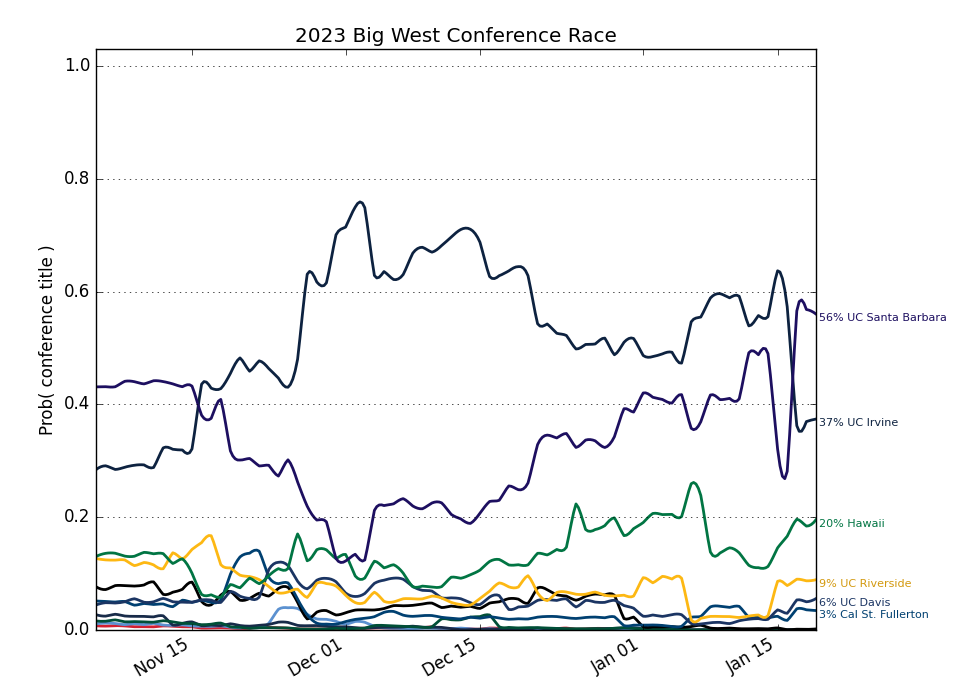 2023 Big West Conference Race
Prob( conference title )
1.0
0.8
0.6
0.4
0.2
0.0
56% UC Santa Barbara
37% UC Irvine
20% Hawaii
9% UC Riverside
6% UC Davis
3% Cal St. Fullerton
Nov 15
Dec 01
Dec 15
Jan 01
Jan 15